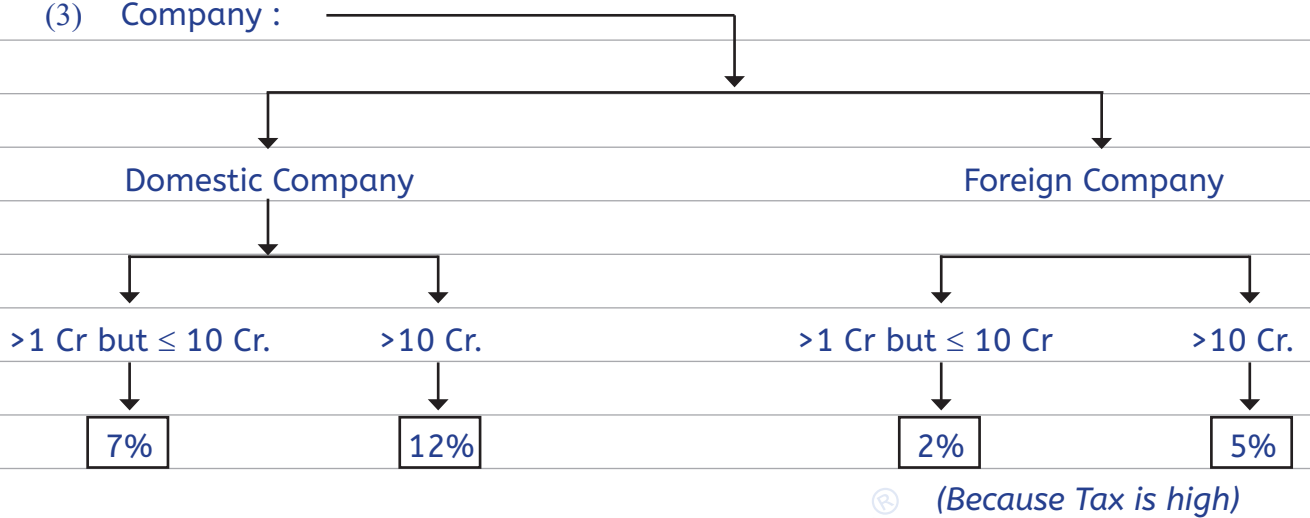 (3) Company :
Domestic Company Foreign Company
>1 Cr but ≤ 10 Cr. >10 Cr. >1 Cr but ≤ 10 Cr >10 Cr.
7% 12% 2% 5%
® (Because Tax is high)